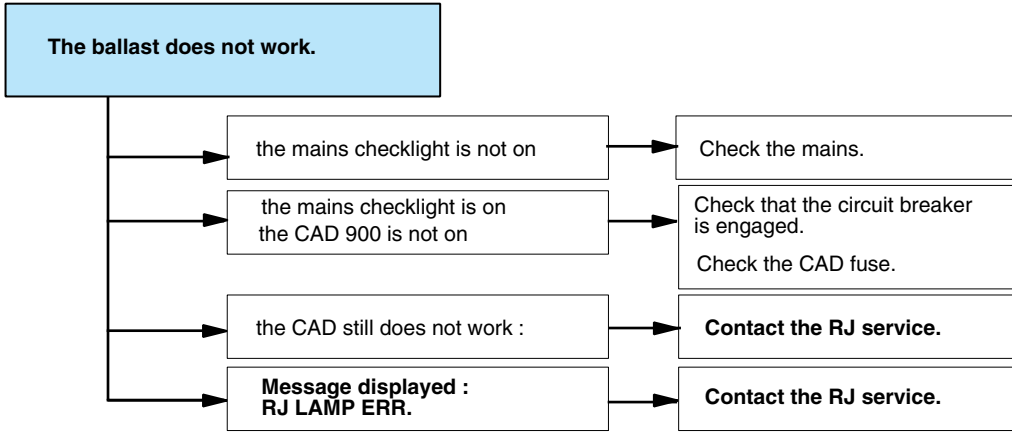 The ballast does not work.
the mains checklight is not on
Check the mains.
the mains checklight is on
the CAD 900 is not on
Check that the circuit breaker
is engaged.
Check the CAD fuse.
the CAD still does not work :
Contact the RJ service.
Message displayed :
RJ LAMP ERR.
Contact the RJ service.